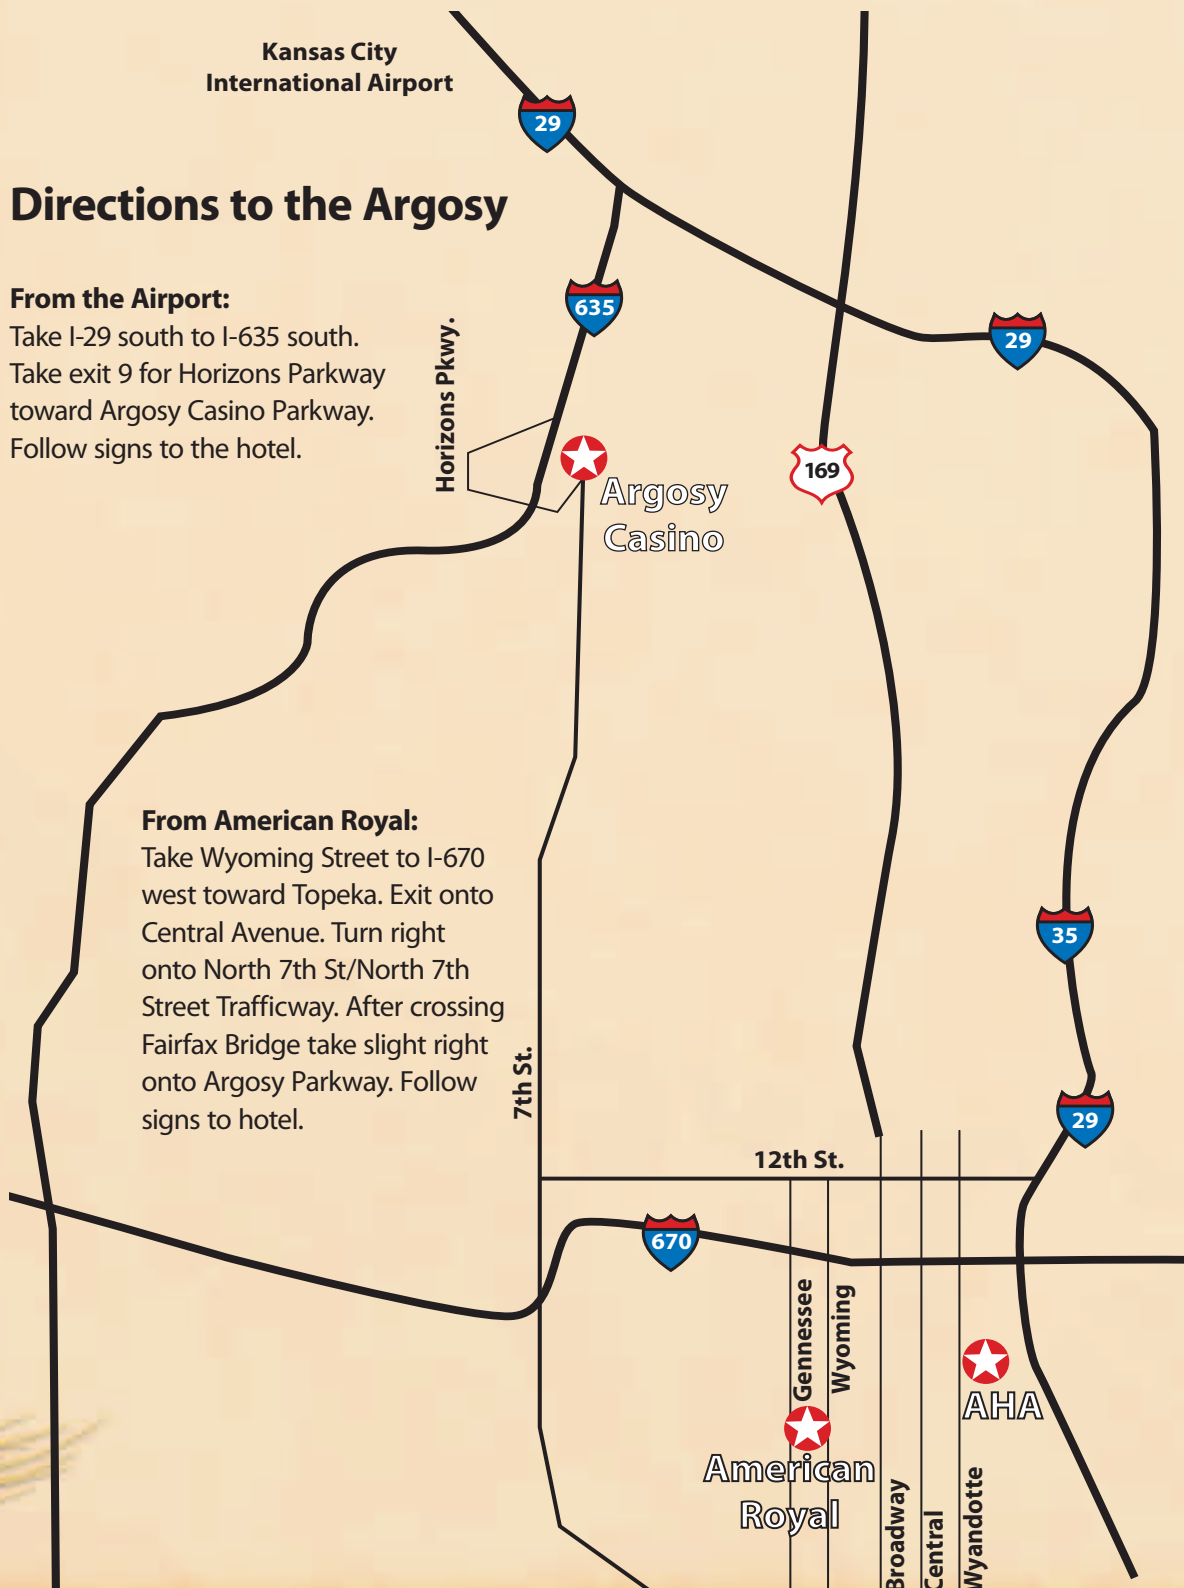 Kansas City
International Airport
29
Directions to the Argosy
From the Airport:
Take I-29 south to I-635 south.
Take exit 9 for Horizons Parkway
toward Argosy Casino Parkway.
Follow signs to the hotel.
635
Horizons Pkwy.
29
169
Argosy
Casino
From American Royal:
Take Wyoming Street to I-670
west toward Topeka. Exit onto
Central Avenue. Turn right
onto North 7th St/North 7th
Street Trafficway. After crossing
Fairfax Bridge take slight right
onto Argosy Parkway. Follow
signs to hotel.
35
7th St.
29
12th St.
670
Gennessee
Wyoming
AHA
American
Royal
Broadway
Central
Wyandotte